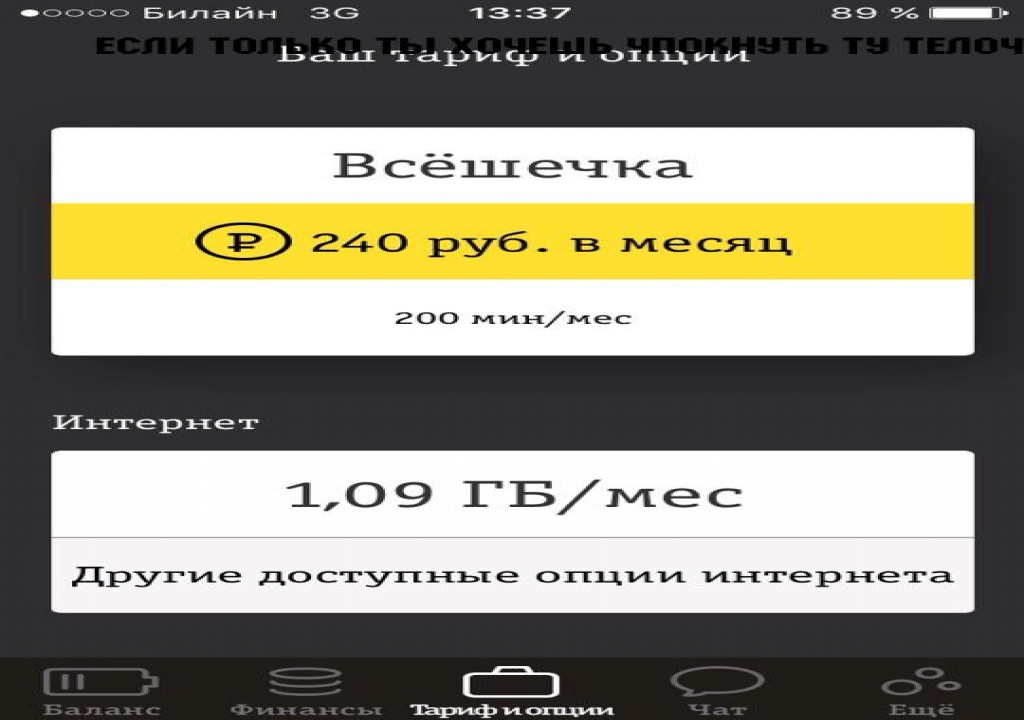 Билайн 3G 13:37 89 %
ЕСЛИ ТОЛЬКО ТЫ ХОЧЕШЬ ЧПОКНУТЬ ТУ ТЕЛОЧ
Ваш тариф и опции
Всёшечка
₽ 240 руб. в месяц
200 мин/мес
Интернет
1,09 ГБ/мес
Другие доступные опции интернета
Баланс Финансы Тариф и опции Чат Ещё